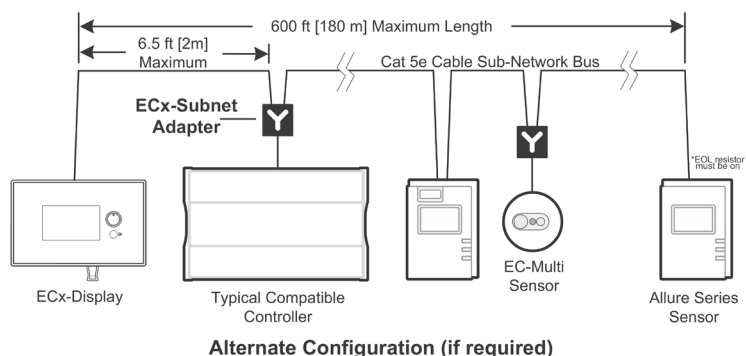 600 ft [180 m] Maximum Length
6.5 ft [2m]
Maximum
Cat 5e Cable Sub-Network Bus
ECx-Subnet
Adapter
*EOL resistor
must be on
ECx-Display
Typical Compatible
Controller
EC-Multi
Sensor
Allure Series
Sensor
Alternate Configuration (if required)